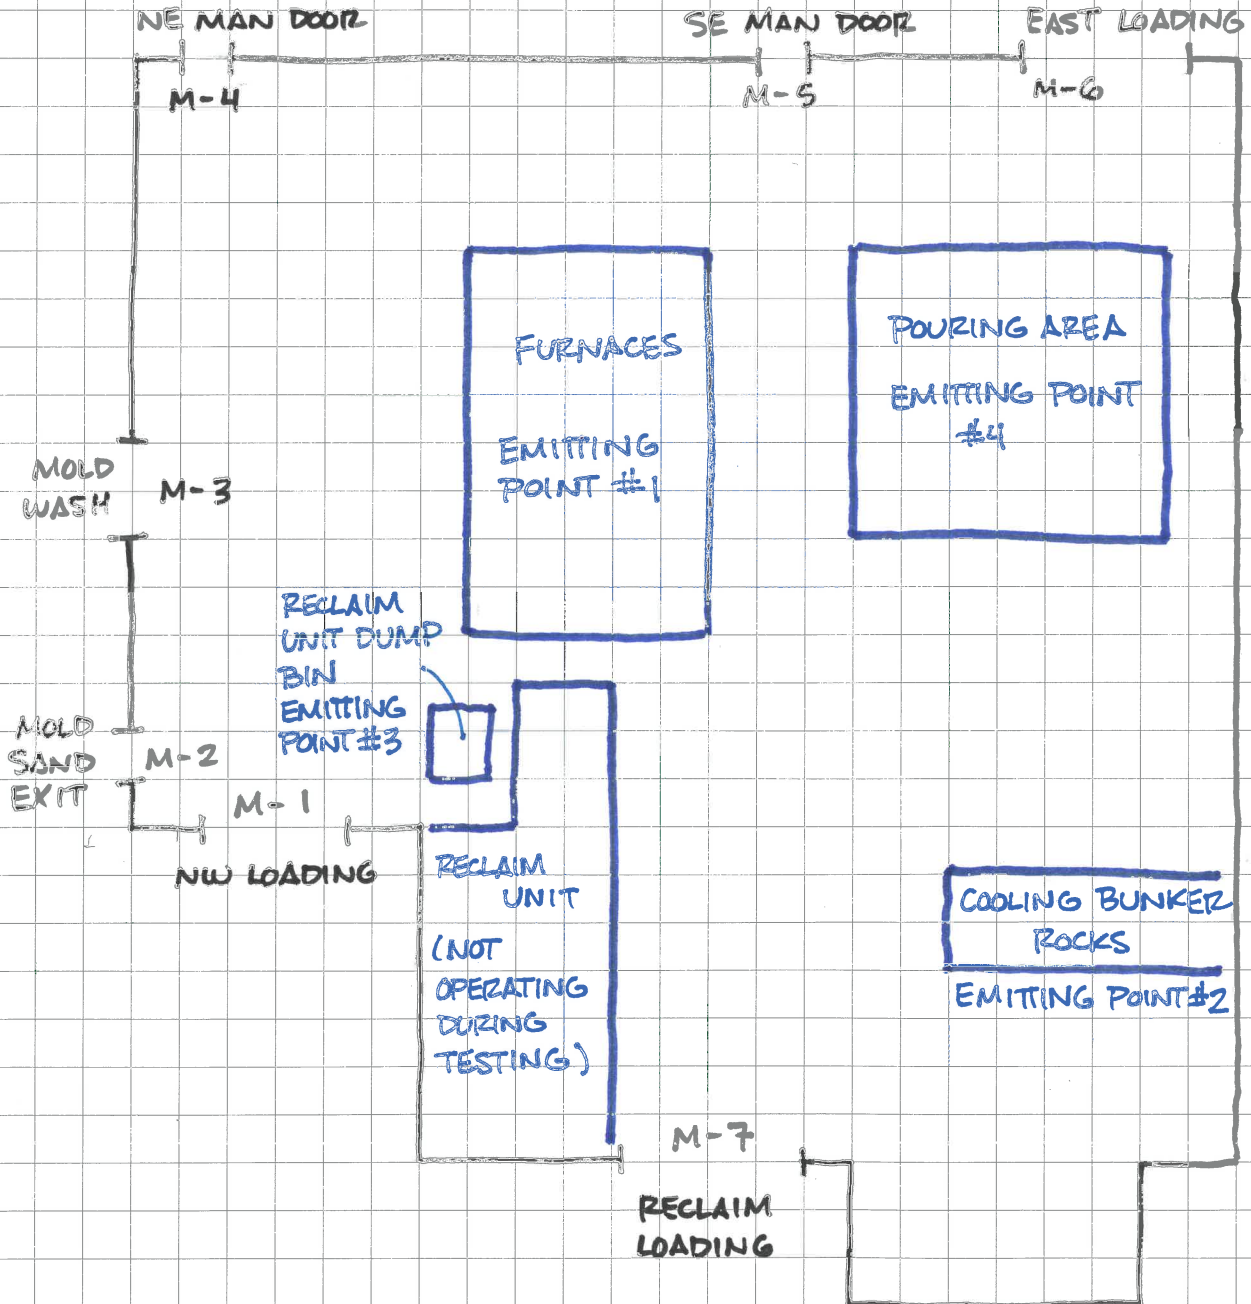 NE MAN DOOR
SE MAN DOOR
EAST LOADING
M-4
M-5
M-6
FURNACES
EMITTING
POINT #1
POURING AREA
EMITTING POINT
#4
MOLD
WASH
M-3
RECLAIM
UNIT DUMP
BIN
EMITTING
POINT #3
MOLD
SAND
EXIT
M-2
M-1
NW LOADING
RECLAIM
UNIT
(NOT
OPERATING
DURING
TESTING)
COOLING BUNKER
ROCKS
EMITTING POINT #2
M-7
RECLAIM
LOADING